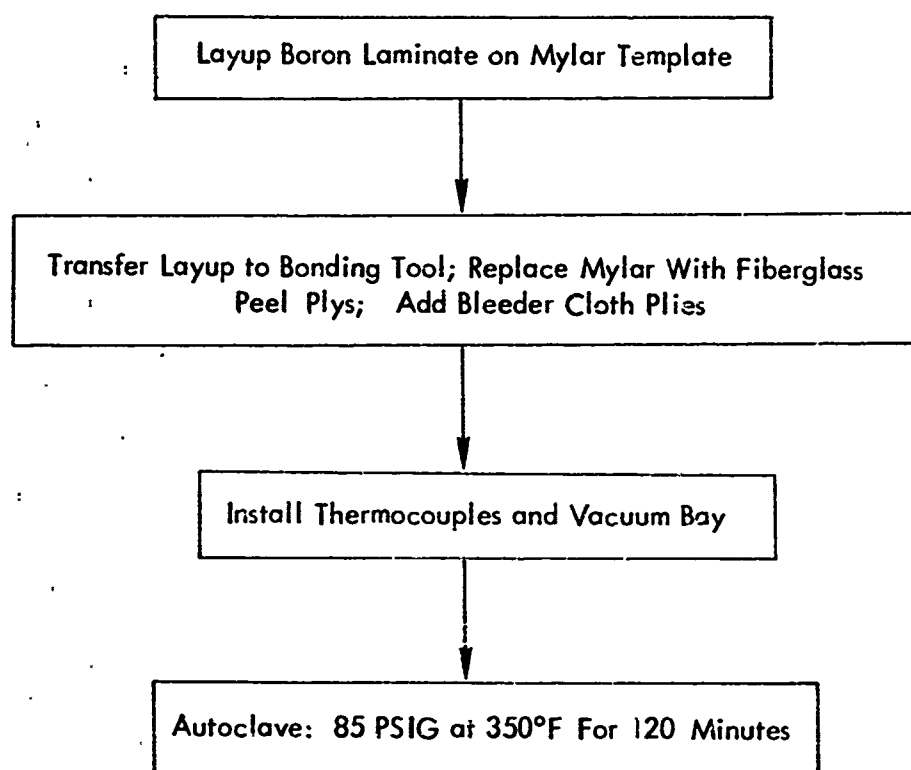 Layup Boron Laminate on Mylar Template
Transfer Layup to Bonding Tool; Replace Mylar With Fiberglass
Peel Plys; Add Bleeder Cloth Plies
Install Thermocouples and Vacuum Bay
Autoclave: 85 PSIG at 350°F For 120 Minutes